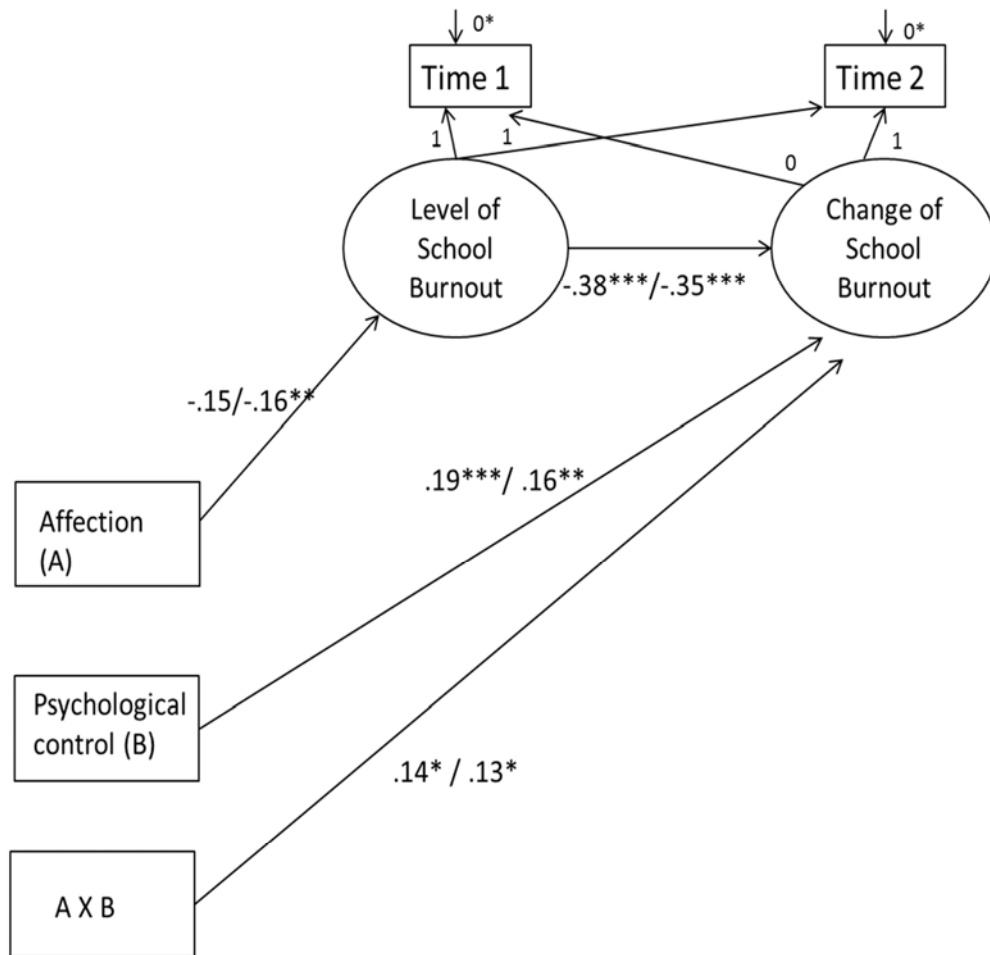 0*
0*
Time 1
Time 2
1
1
0
1
Level of
School
Burnout
Change of
School
Burnout
-.38***/-.35***
-.15/-.16**
.19***/ .16**
Affection
(A)
Psychological
control (B)
.14* / .13*
A X B